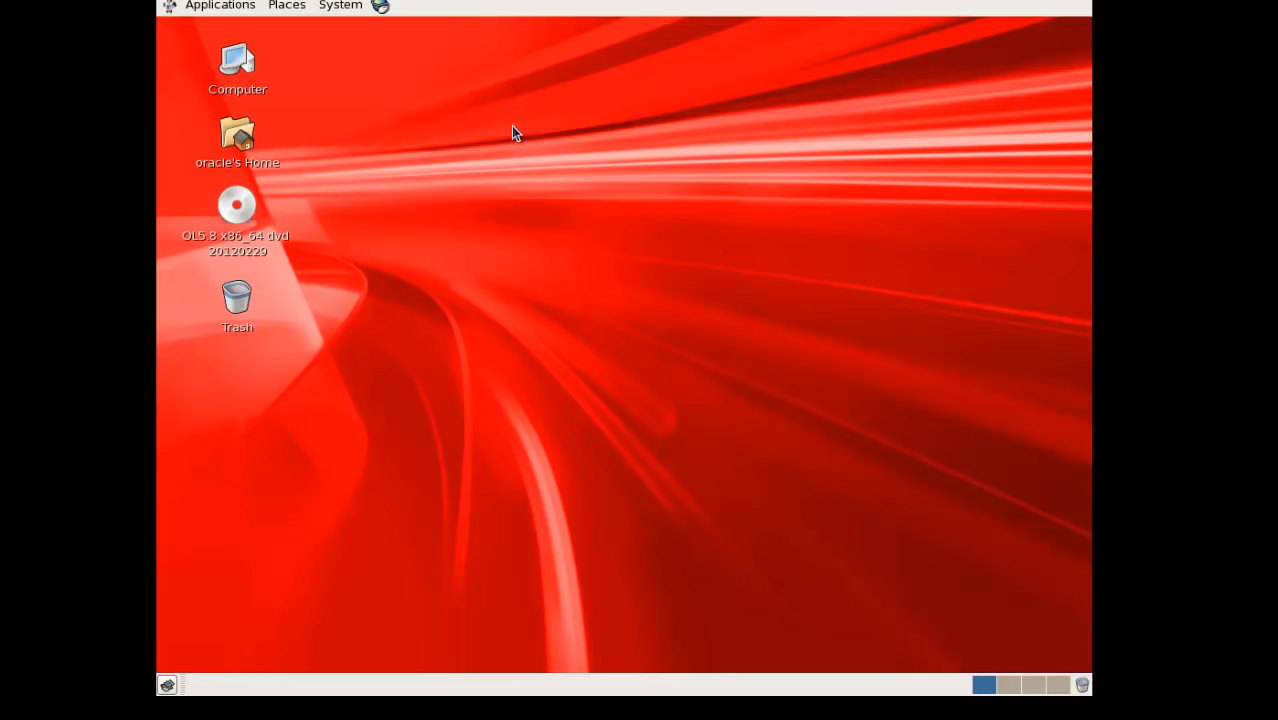 Applications Places System
Computer
oracle's Home
OL5.8 x86_64 dvd
20120229
Trash